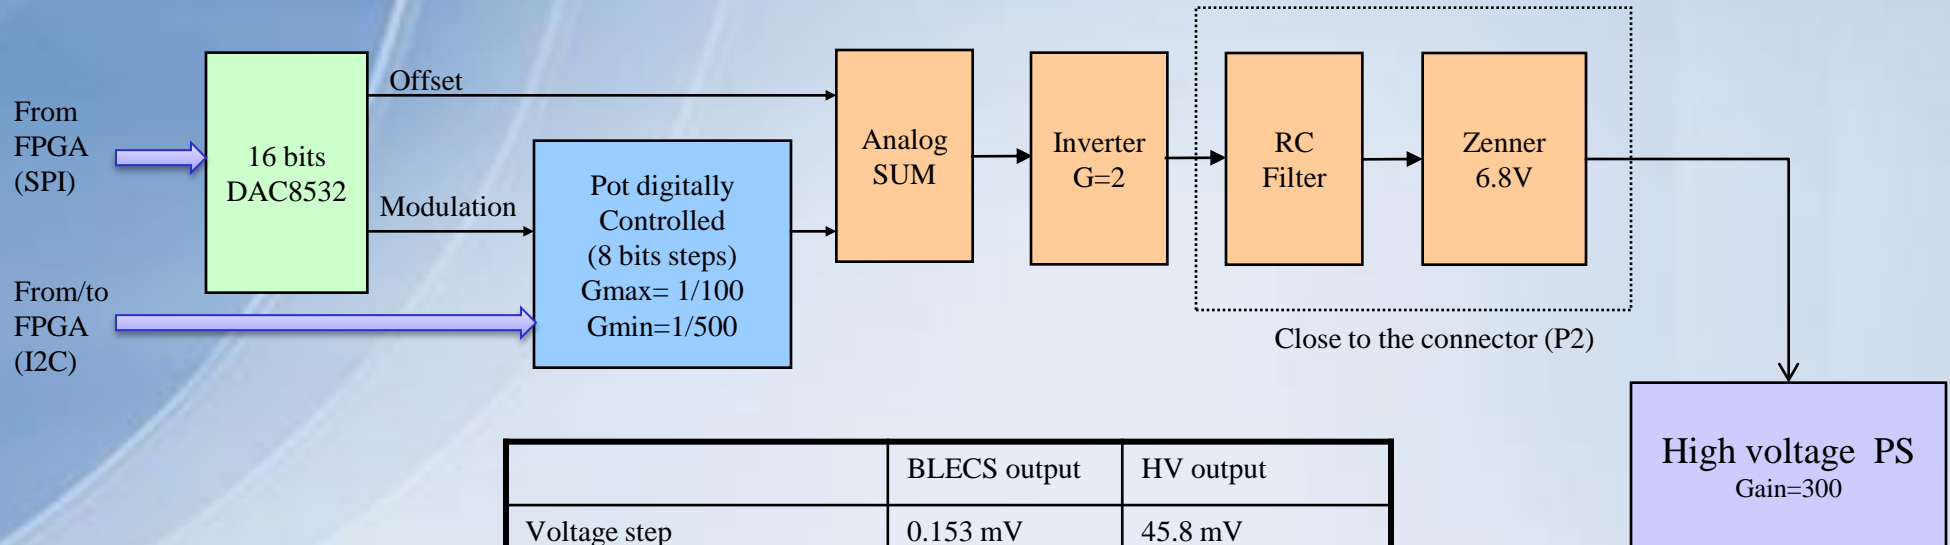 From
FPGA
(SPI)
16 bits
DAC8532
Offset
Modulation
From/to
FPGA
(I2C)
Pot digitally
Controlled
(8 bits steps)
Gmax= 1/100
Gmin=1/500
Analog
SUM
Inverter
G=2
RC
Filter
Zenner
6.8V
Close to the connector (P2)
High voltage PS
Gain=300
BLECS output HV output
Voltage step 0.153 mV 45.8 mV